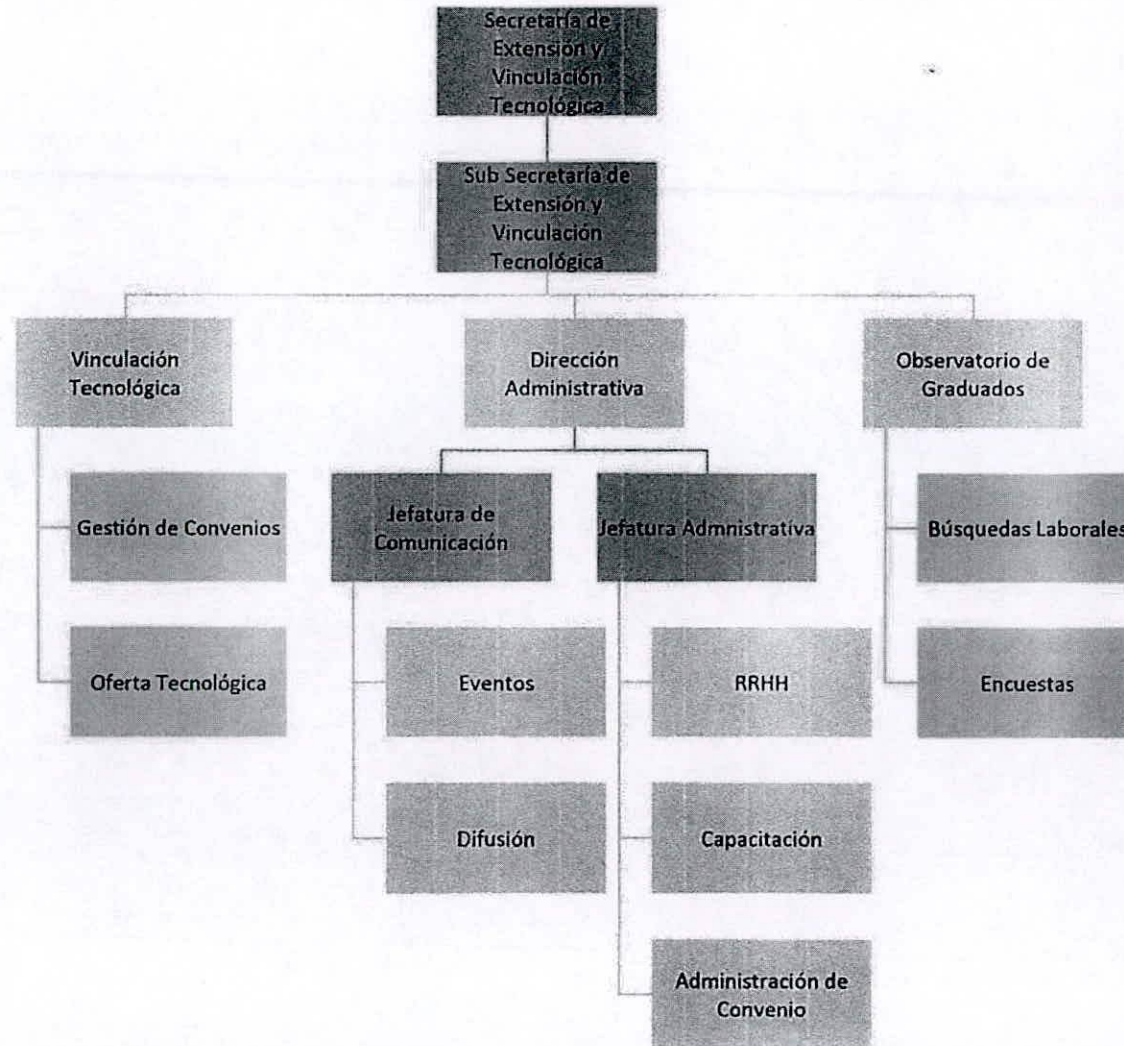 Secretaría de
Extensión y
Vinculación
Tecnológica
Sub Secretaría de
Extensión y
Vinculación
Tecnológica
Vinculación
Tecnológica
Dirección
Administrativa
Observatorio de
Graduados
Gestión de Convenios
Jefatura de
Comunicación
Jefatura Admnistrativa
Búsquedas Laborales
Oferta Tecnológica
Eventos
RRHH
Encuestas
Difusión
Capacitación
Administración de
Convenio